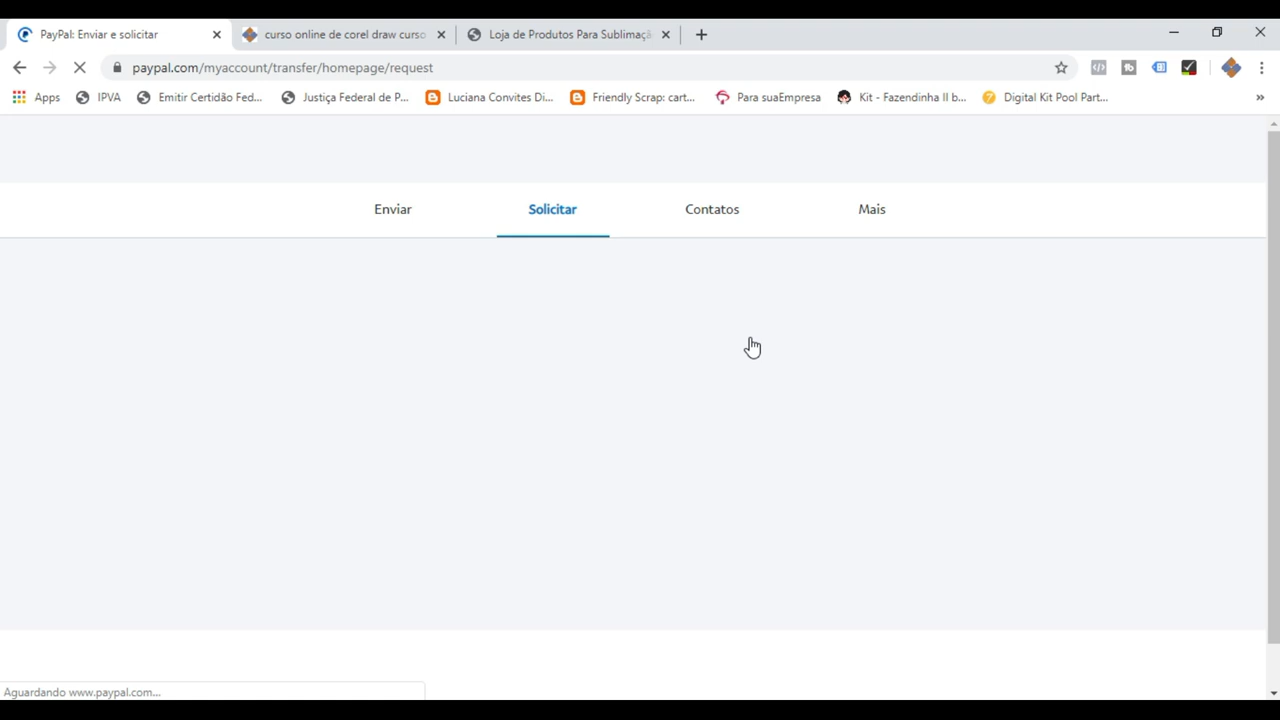 PayPal: Enviar e solicitar
curso online de corel draw curso
Loja de Produtos Para Sublimaçã
paypal.com/myaccount/transfer/homepage/request
Apps
IPVA
Emitir Certidão Fed...
Justiça Federal de P...
Luciana Convites Di...
Friendly Scrap: cart...
Para suaEmpresa
Kit - Fazendinha II b...
Digital Kit Pool Part...
»
Enviar
Solicitar
Contatos
Mais
Aguardando www.paypal.com...